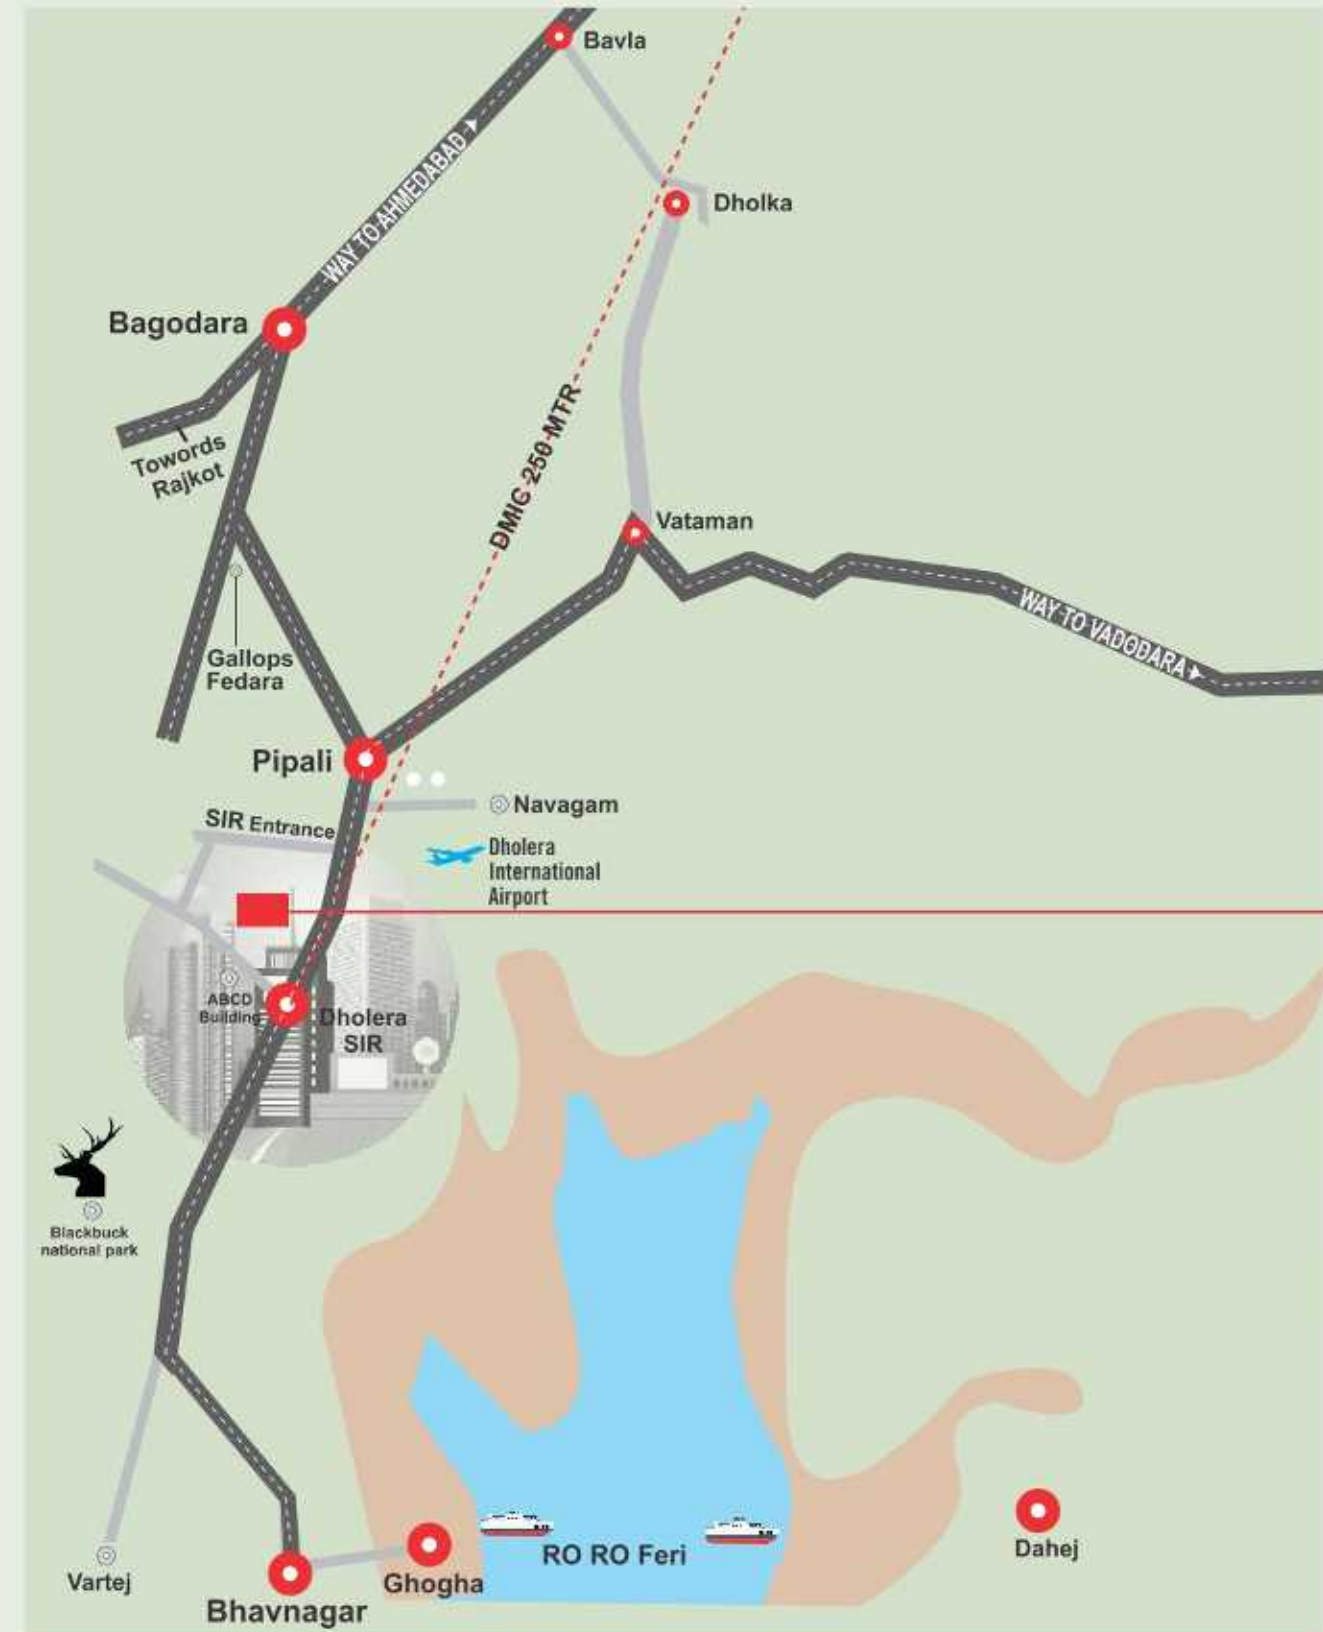 Bavla
WAY TO AHMEDABAD
Dholka
Bagodara
Towords
Rajkot
DMIC 250 MTR
Vataman
WAY TO VADODARA
Gallops
Fedara
Pipali
Navagam
SIR Entrance
Dholera
International
Airport
ABCD
Building
Dholera
SIR
Blackbuck
national park
RO RO Feri
Dahej
Vartej
Ghogha
Bhavnagar